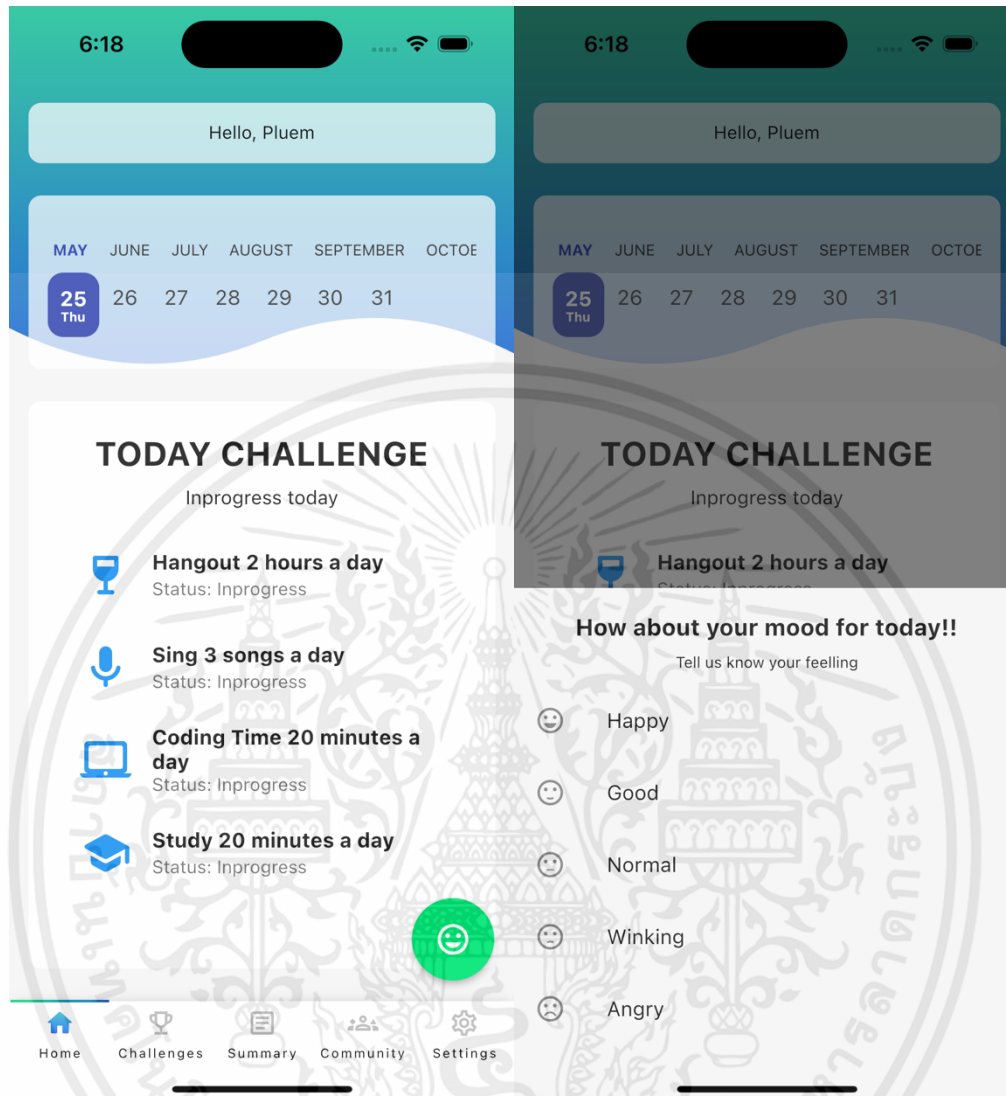 6:18
Hello, Pluem
MAY JUNE JULY AUGUST SEPTEMBER OCTOE
25 26 27 28 29 30 31
Thu
TODAY CHALLENGE
Inprogress today
Hangout 2 hours a day
Status: Inprogress
Sing 3 songs a day
Status: Inprogress
Coding Time 20 minutes a
day
Status: Inprogress
Study 20 minutes a day
Status: Inprogress
Home Challenges Summary Community Settings
6:18
Hello, Pluem
MAY JUNE JULY AUGUST SEPTEMBER OCTOE
25 26 27 28 29 30 31
Thu
TODAY CHALLENGE
Inprogress today
Hangout 2 hours a day
Status: Inprogress
How about your mood for today!!
Tell us know your feelling
Happy
Good
Normal
Winking
Angry